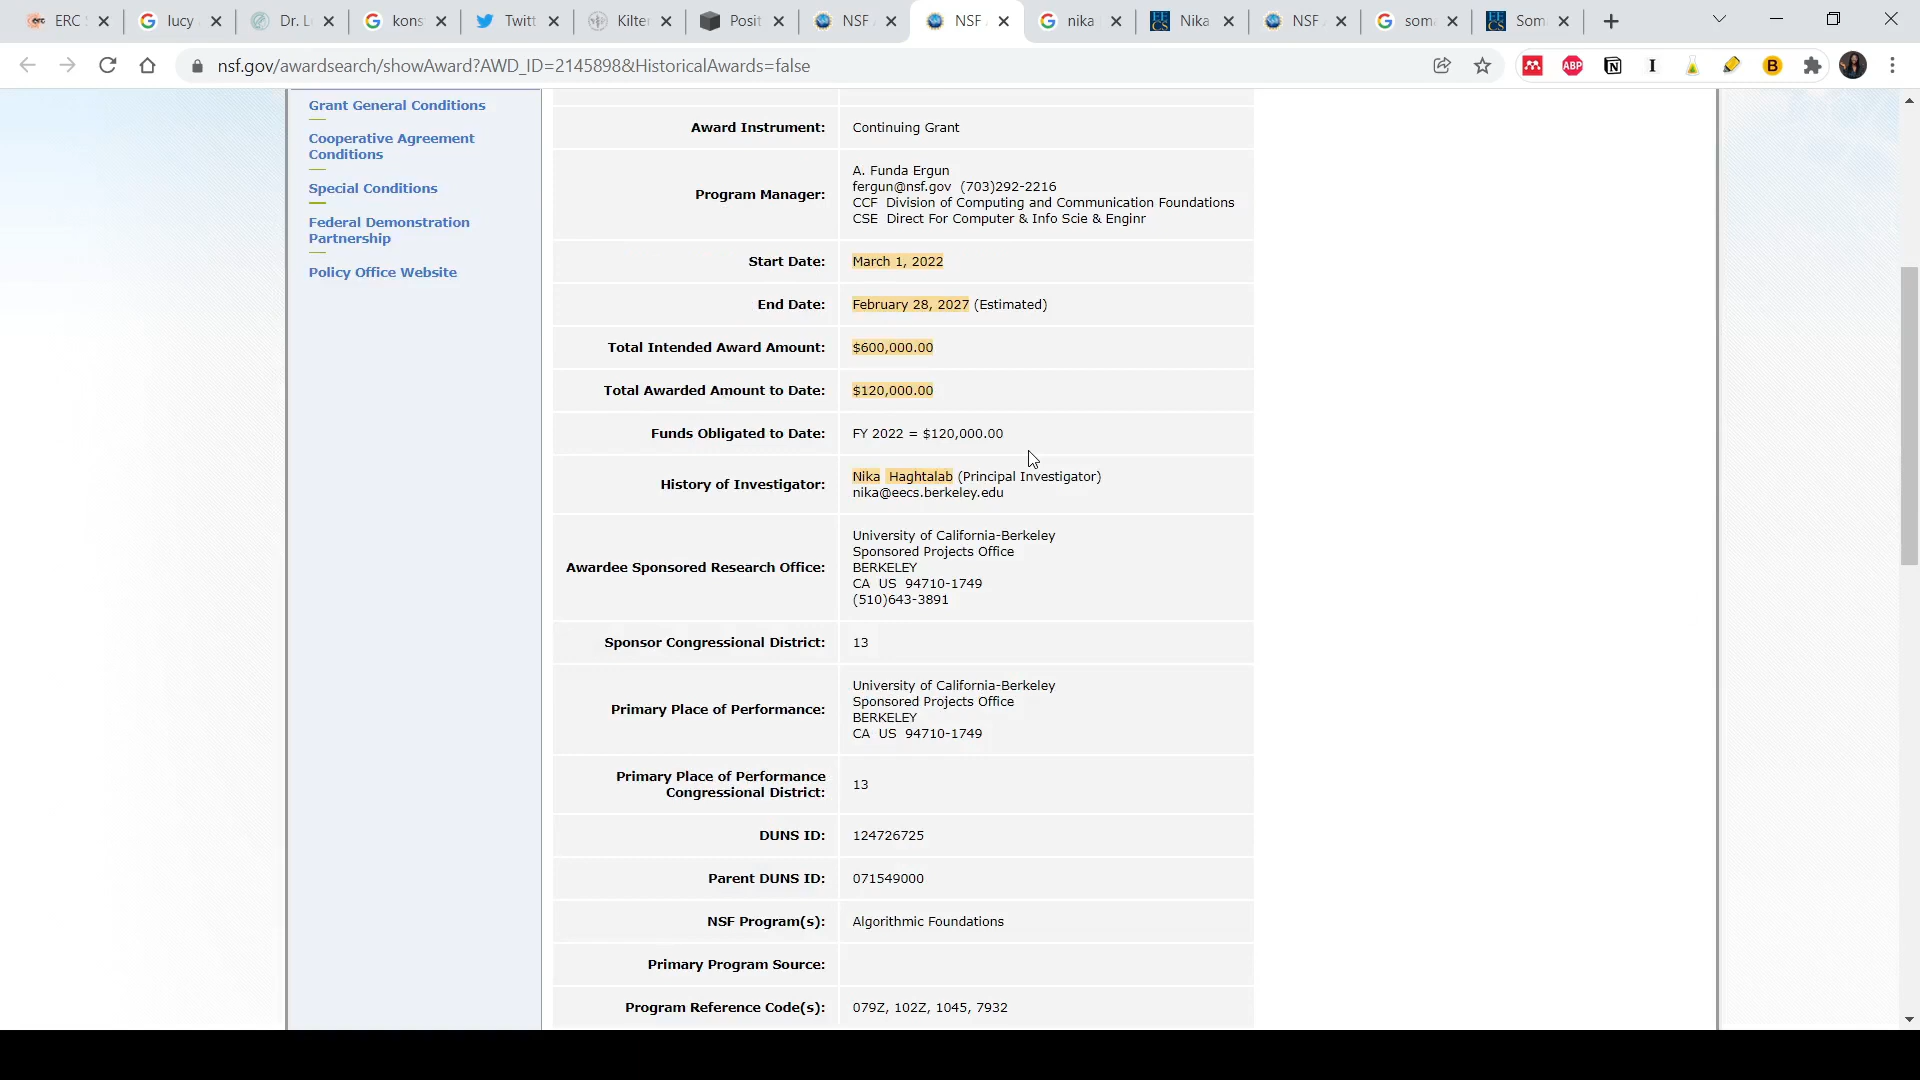 ERC
lucy
Dr. L
kons
Twitt
Kilter
Posit
NSF
NSF
nika
Nika
NSF
som
Som
nsf.gov/awardsearch/showAward?AWD_ID=2145898&HistoricalAwards=false
ABP
B
Grant General Conditions
Cooperative Agreement
Conditions
Special Conditions
Federal Demonstration
Partnership
Policy Office Website
Award Instrument: Continuing Grant
Program Manager: A. Funda Ergun
fergun@nsf.gov (703)292-2216
CCF Division of Computing and Communication Foundations
CSE Direct For Computer & Info Scie & Enginr
Start Date: March 1, 2022
End Date: February 28, 2027 (Estimated)
Total Intended Award Amount: $600,000.00
Total Awarded Amount to Date: $120,000.00
Funds Obligated to Date: FY 2022 = $120,000.00
History of Investigator: Nika Haghtalab (Principal Investigator)
nika@eecs.berkeley.edu
Awardee Sponsored Research Office: University of California-Berkeley
Sponsored Projects Office
BERKELEY
CA US 94710-1749
(510)643-3891
Sponsor Congressional District: 13
Primary Place of Performance: University of California-Berkeley
Sponsored Projects Office
BERKELEY
CA US 94710-1749
Primary Place of Performance
Congressional District: 13
DUNS ID: 124726725
Parent DUNS ID: 071549000
NSF Program(s): Algorithmic Foundations
Primary Program Source:
Program Reference Code(s): 079Z, 102Z, 1045, 7932